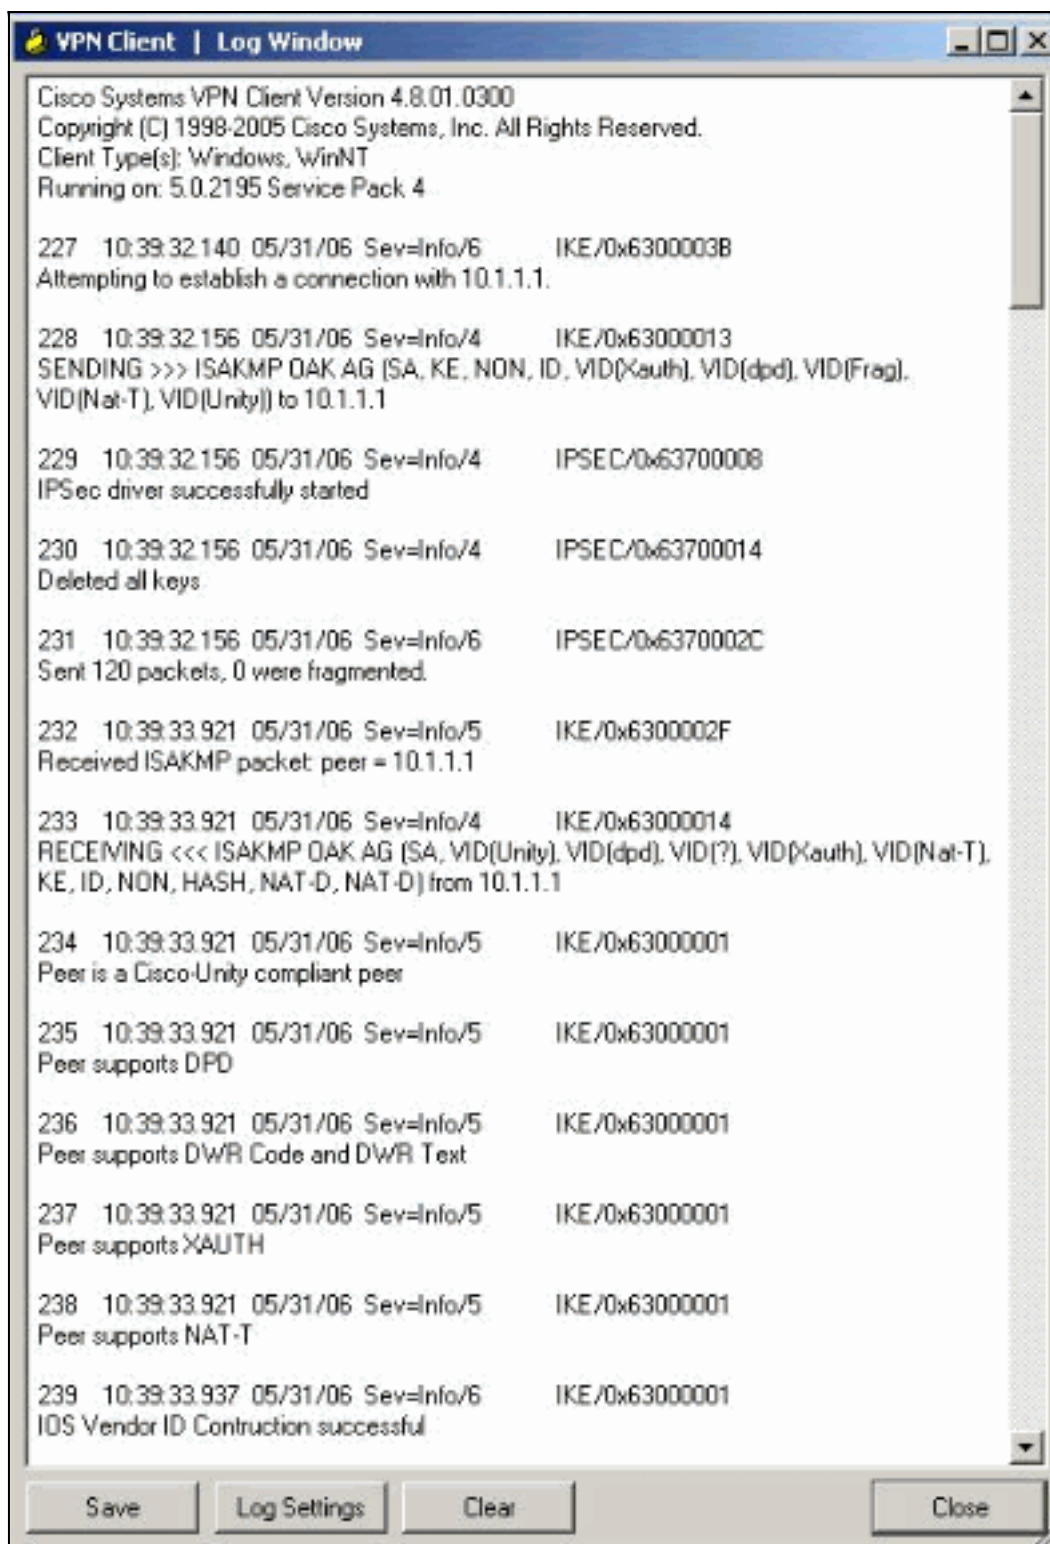 VPN Client | Log Window
Cisco Systems VPN Client Version 4.8.01.0300
Copyright (C) 1998-2005 Cisco Systems, Inc. All Rights Reserved.
Client Type(s): Windows, WinNT
Running on: 5.0.2195 Service Pack 4
227 10:39:32.140 05/31/06 Sev=Info/6 IKE/0x6300003B
Attempting to establish a connection with 10.1.1.1.
228 10:39:32.156 05/31/06 Sev=Info/4 IKE/0x63000013
SENDING >>> ISAKMP OAK AG (SA, KE, NON, ID, VID(Xauth), VID(dpd), VID(Frag),
VID(Nat-T), VID(Unity)) to 10.1.1.1
229 10:39:32.156 05/31/06 Sev=Info/4 IPSEC/0x63700008
IPSec driver successfully started
230 10:39:32.156 05/31/06 Sev=Info/4 IPSEC/0x63700014
Deleted all keys
231 10:39:32.156 05/31/06 Sev=Info/6 IPSEC/0x6370002C
Sent 120 packets, 0 were fragmented.
232 10:39:33.921 05/31/06 Sev=Info/5 IKE/0x6300002F
Received ISAKMP packet: peer = 10.1.1.1
233 10:39:33.921 05/31/06 Sev=Info/4 IKE/0x63000014
RECEIVING <<< ISAKMP OAK AG (SA, VID(Unity), VID(dpd), VID(?), VID(Xauth), VID(Nat-T),
KE, ID, NON, HASH, NAT-D, NAT-D) from 10.1.1.1
234 10:39:33.921 05/31/06 Sev=Info/5 IKE/0x63000001
Peer is a Cisco-Unity compliant peer
235 10:39:33.921 05/31/06 Sev=Info/5 IKE/0x63000001
Peer supports DPD
236 10:39:33.921 05/31/06 Sev=Info/5 IKE/0x63000001
Peer supports DWR Code and DWR Text
237 10:39:33.921 05/31/06 Sev=Info/5 IKE/0x63000001
Peer supports XAUTH
238 10:39:33.921 05/31/06 Sev=Info/5 IKE/0x63000001
Peer supports NAT-T
239 10:39:33.937 05/31/06 Sev=Info/6 IKE/0x63000001
IOS Vendor ID Contruction successful
Save Log Settings Clear Close